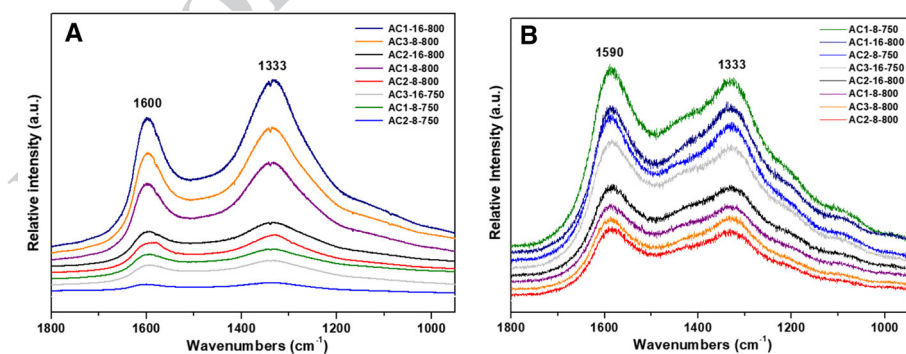 A
1600
1333
AC1-16-800
AC3-8-800
AC2-16-800
AC1-8-800
AC2-8-800
AC3-16-750
AC1-8-750
AC2-8-750
Relative intensity (a.u.)
1800
1600
1400
1200
1000
Wavenumbers (cm-1)
B
1590
1333
AC1-8-750
AC1-16-800
AC2-8-750
AC3-16-750
AC2-16-800
AC1-8-800
AC3-8-800
AC2-8-800
Relative Intensity (a.u.)
1800
1600
1400
1200
1000
Wavenumbers (cm-1)